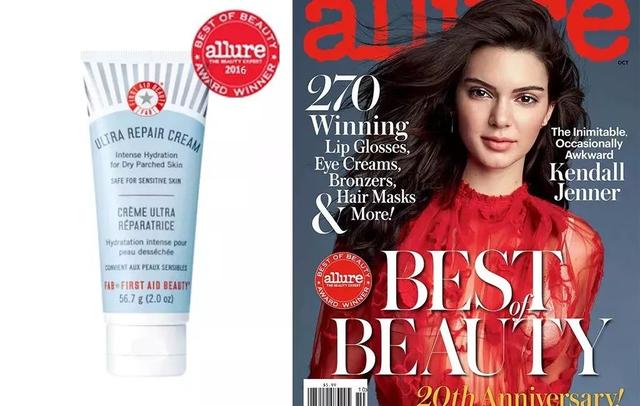 BEST OF BEAUTY
allure
THE BEAUTY EXPERT
2016
AWARD WINNER
FIRST AID BEAUTY
ULTRA REPAIR CREAM
Intense Hydration
for Dry Parched Skin
SAFE FOR SENSITIVE SKIN
CRÈME ULTRA
RÉPARATRICE
Hydratation intense pour
peau desséchée
CONVIENT AUX PEAUX SENSIBLES
FAB FIRST AID BEAUTY
56.7 g (2.0 oz)
allure
OCT
270
Winning
Lip Glosses,
Eye Creams,
Bronzers,
Hair Masks
& More!
The Inimitable,
Occasionally
Awkward
Kendall
Jenner
BEST OF BEAUTY
allure
THE BEAUTY EXPERT
AWARD WINNER
BEST
of
BEAUTY
20th Anniversary!
$5.99